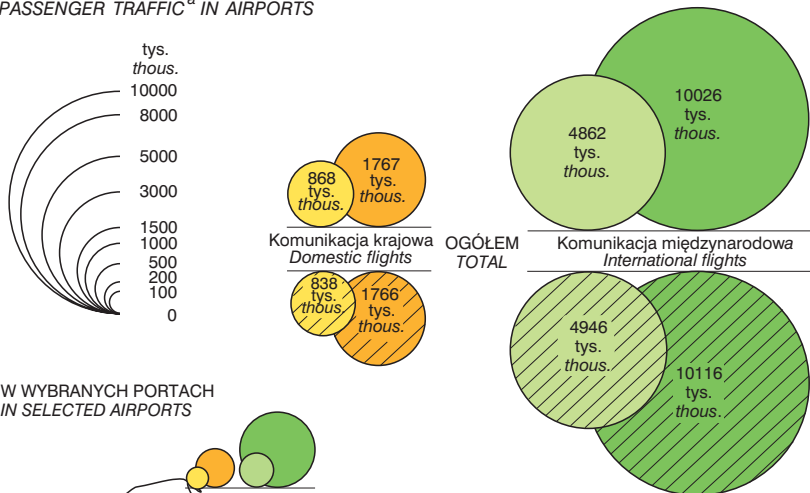 PASSENGER TRAFFIC a IN AIRPORTS
tys.
thous.
10000
8000
5000
3000
1500
1000
500
200
100
0
868
tys.
thous.
1767
tys.
thous.
4862
tys.
thous.
10026
tys.
thous.
Komunikacja krajowa
Domestic flights
OGÓŁEM
TOTAL
Komunikacja międzynarodowa
International flights
838
tys.
thous.
1766
tys.
thous.
4946
tys.
thous.
10116
tys.
thous.
W WYBRANYCH PORTACH
IN SELECTED AIRPORTS